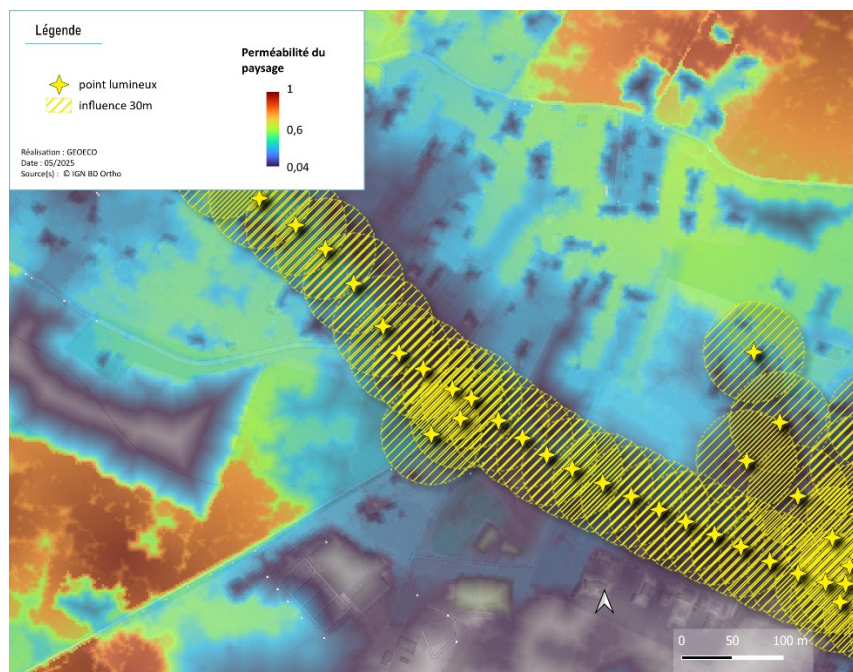 Légende
point lumineux
influence 30m
Perméabilité du
paysage
1
0,6
0,04
Réalisation : GEOECO
Date : 05/2025
Source(s) : © IGN BD Ortho
0 50 100 m